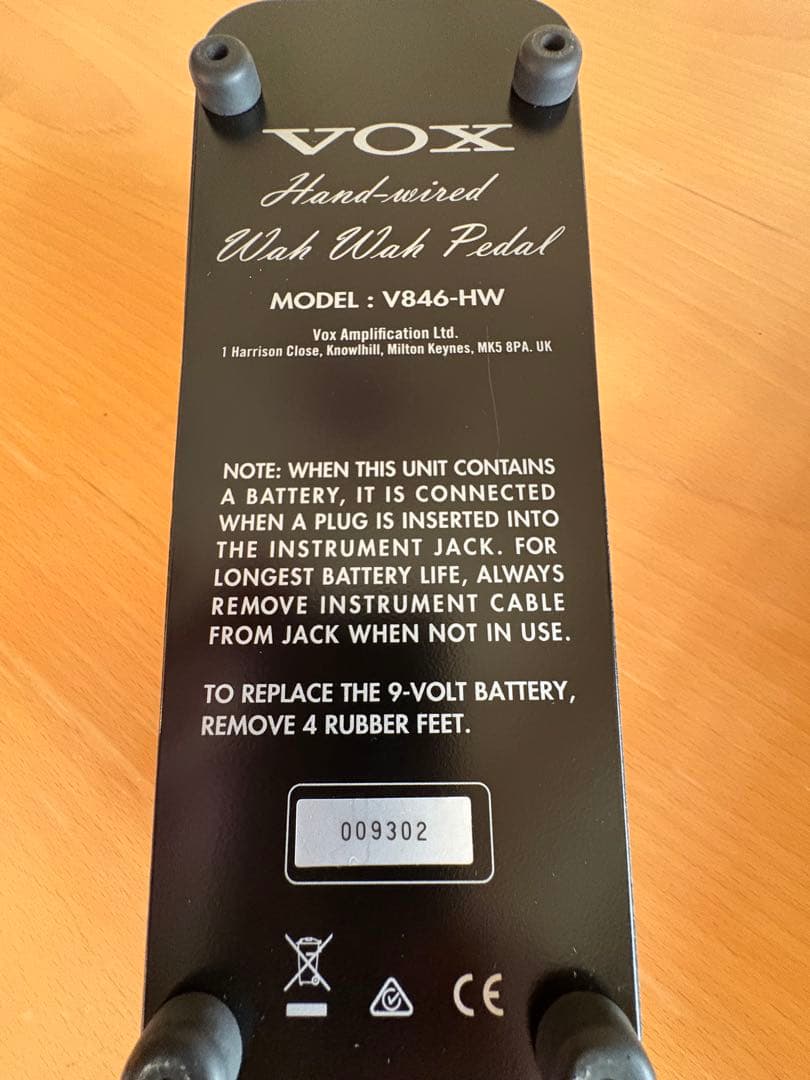 VOX
Hand-wired
Wah Wah Pedal
MODEL : V846-HW
Vox Amplification Ltd.
1 Harrison Close, Knowlhill, Milton Keynes, MK5 8PA. UK
NOTE: WHEN THIS UNIT CONTAINS
A BATTERY, IT IS CONNECTED
WHEN A PLUG IS INSERTED INTO
THE INSTRUMENT JACK. FOR
LONGEST BATTERY LIFE, ALWAYS
REMOVE INSTRUMENT CABLE
FROM JACK WHEN NOT IN USE.
TO REPLACE THE 9-VOLT BATTERY,
REMOVE 4 RUBBER FEET.
009302
CE